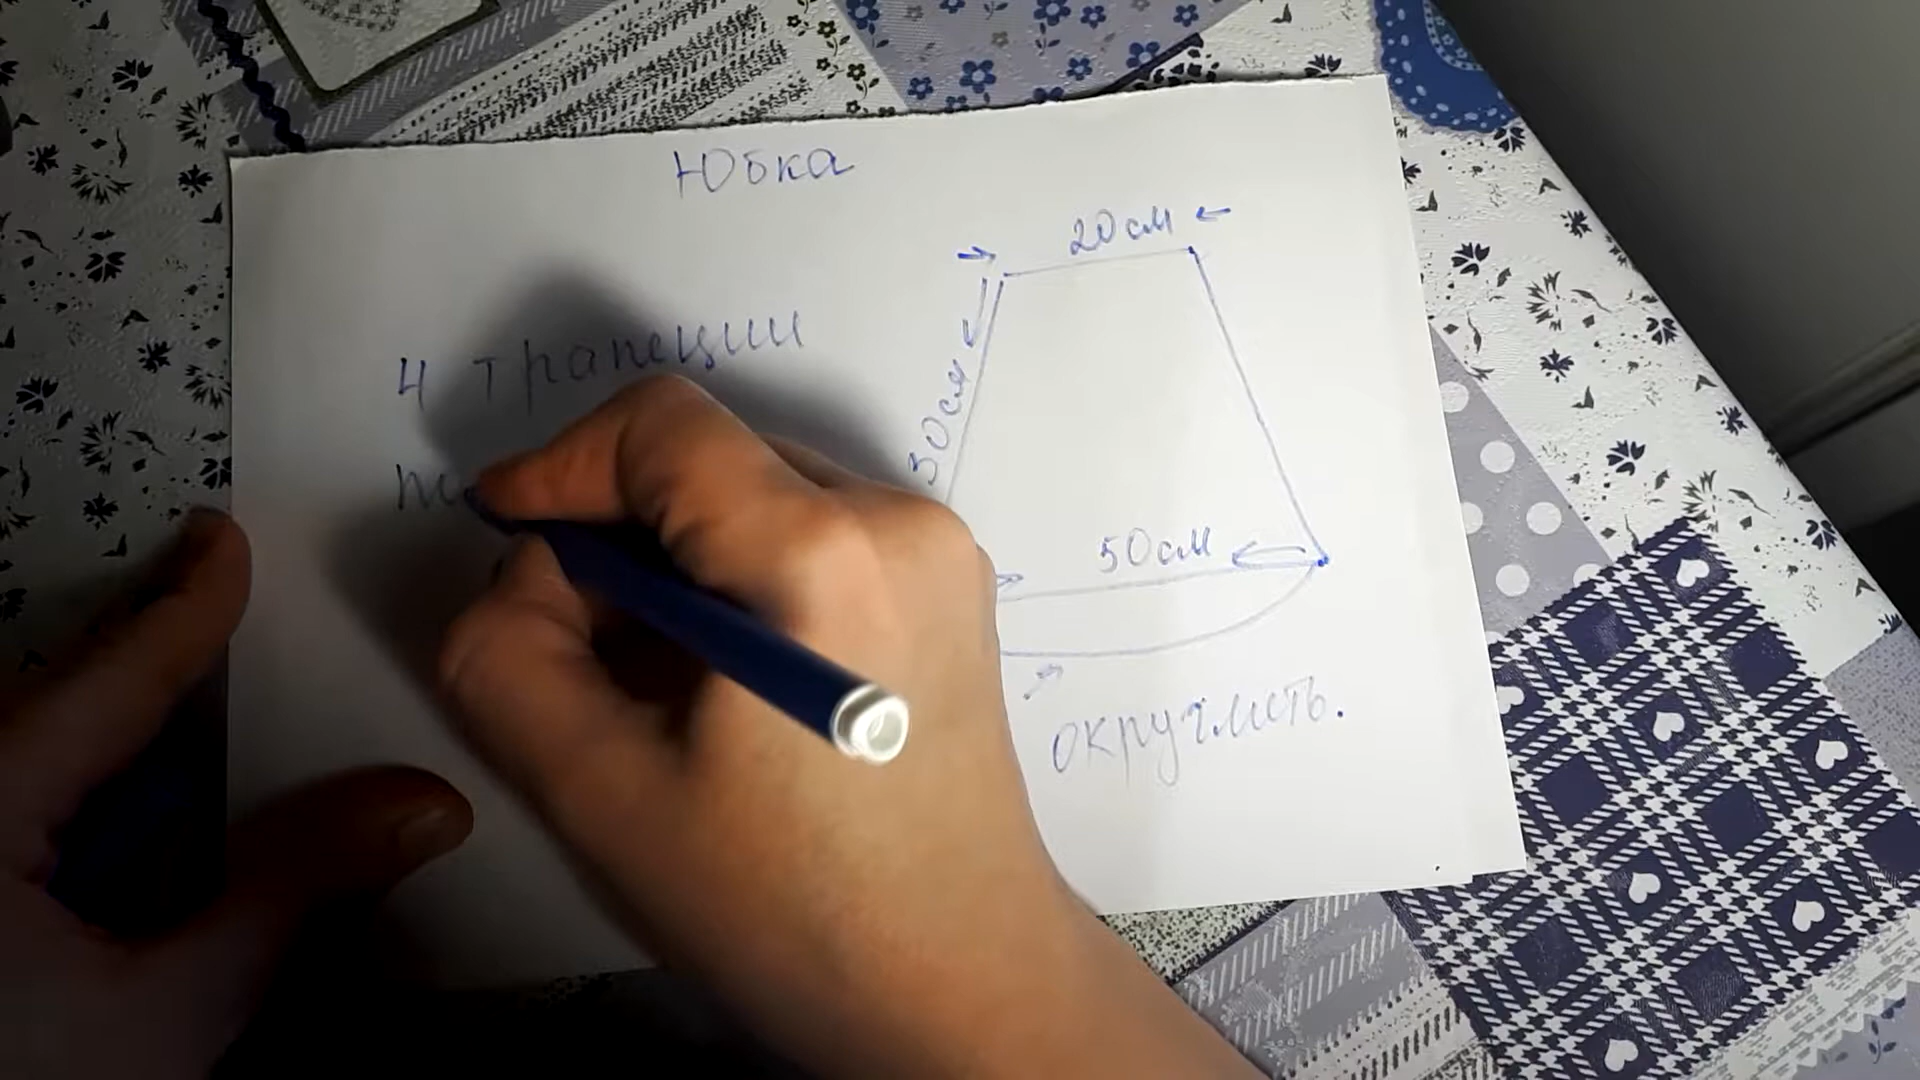 Юбка
20см
4 трапеции
30см
50см
округлить.